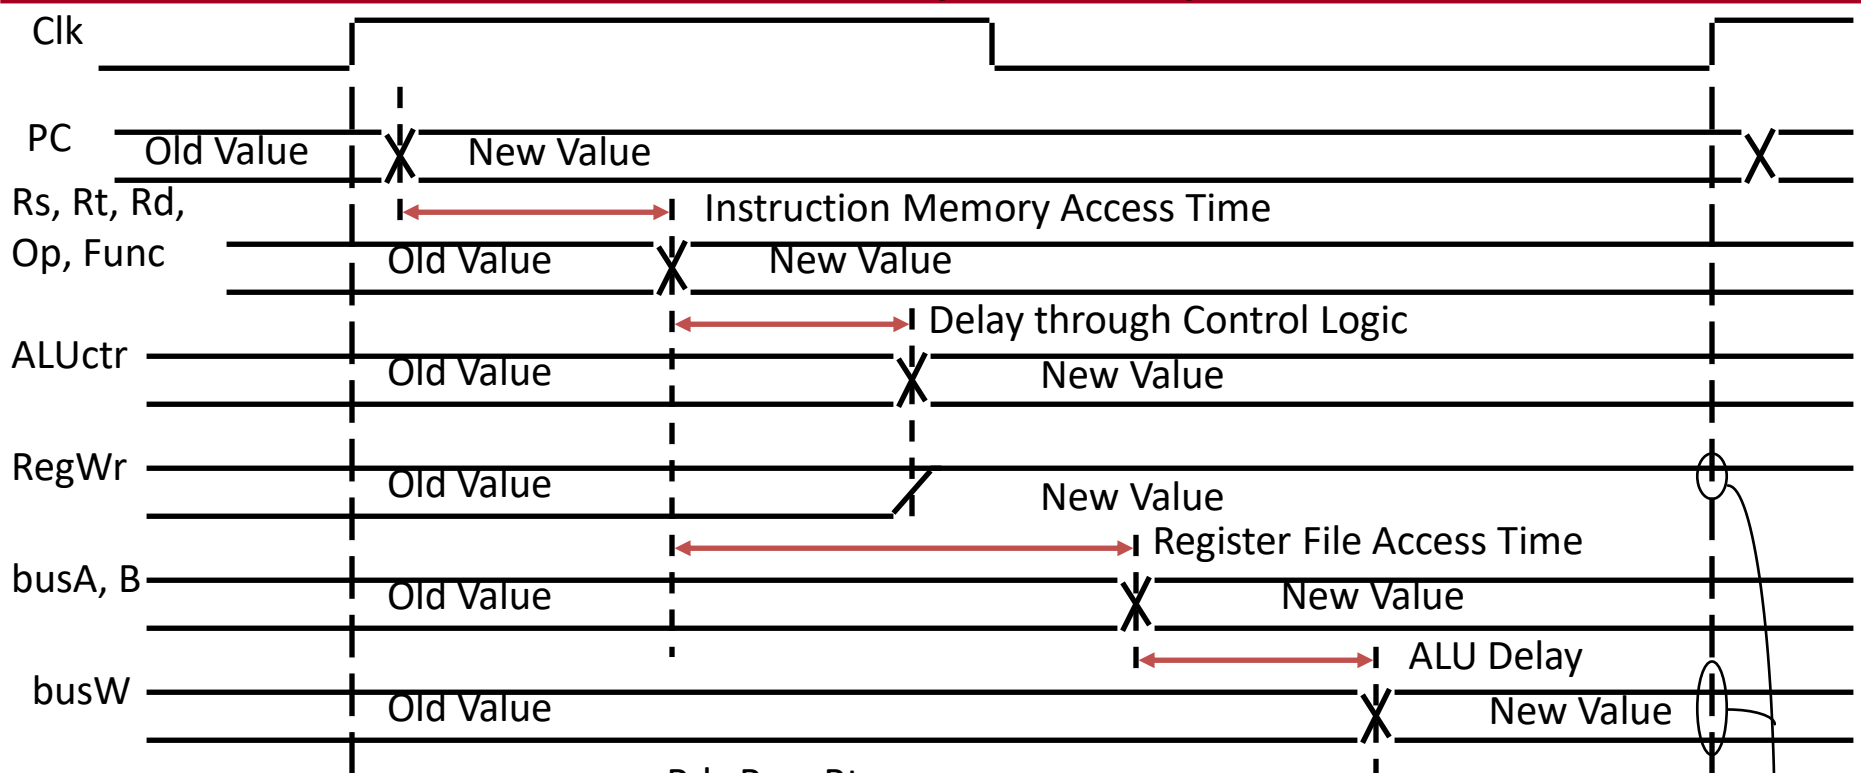 Clk
PC
Old Value
New Value
Rs, Rt, Rd,
Instruction Memory Access Time
Op, Func
Old Value
New Value
Delay through Control Logic
ALUctr
Old Value
New Value
RegWr
Old Value
New Value
Register File Access Time
busA, B
Old Value
New Value
ALU Delay
busW
Old Value
New Value